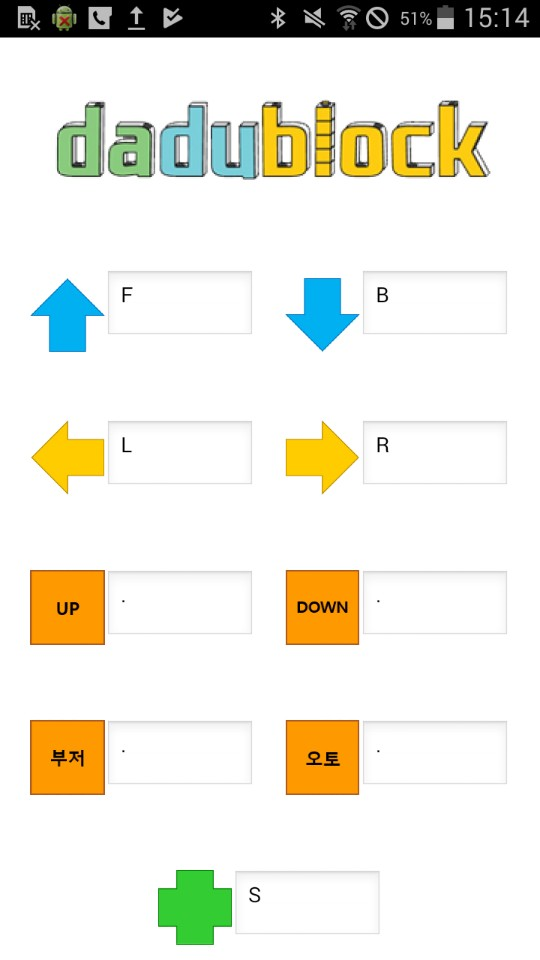 51% 15:14
dadublock
F B
L R
UP . DOWN .
부저 . 오토 .
S